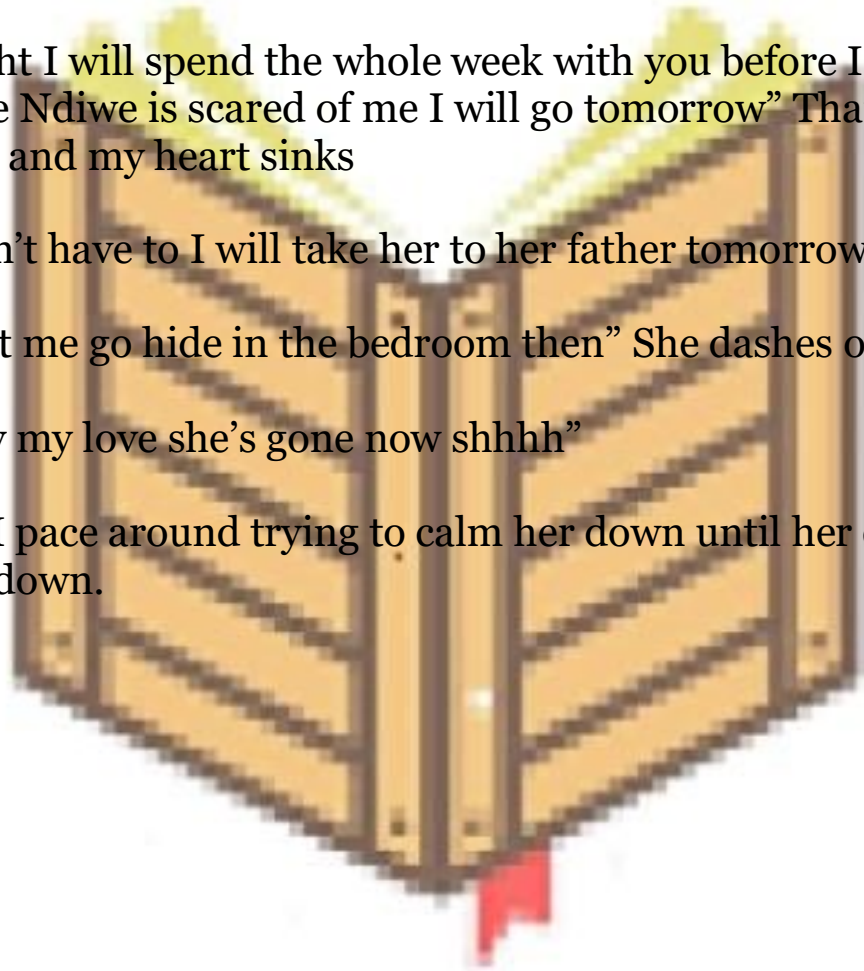 ht I will spend the whole week with you before I
e Ndiwe is scared of me I will go tomorrow” Tha
and my heart sinks
n’t have to I will take her to her father tomorrow
t me go hide in the bedroom then” She dashes o
y my love she’s gone now shhhh”
I pace around trying to calm her down until her
down.